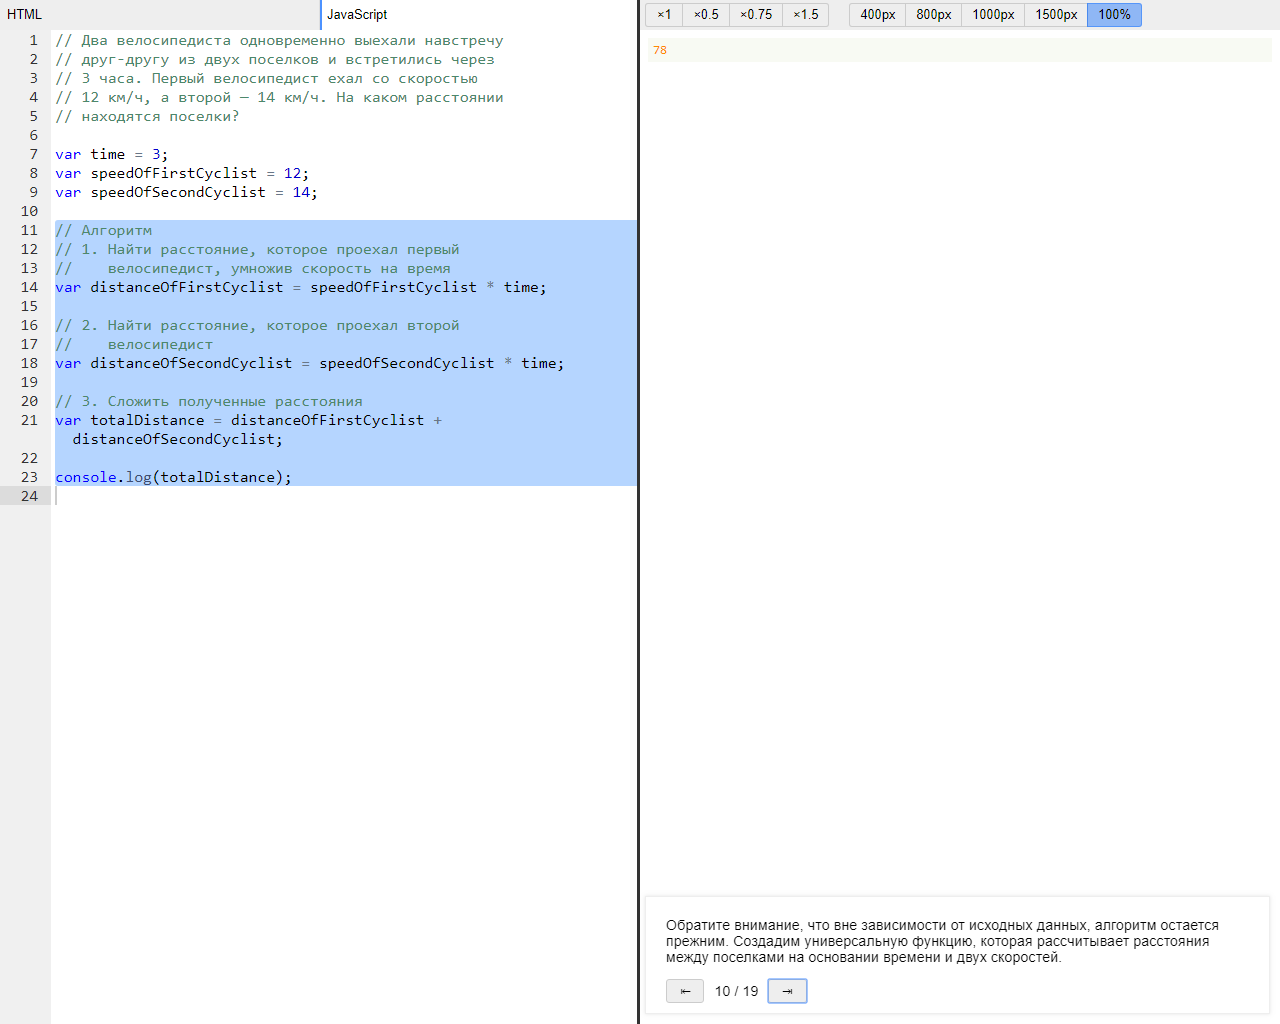 HTML
JavaScript
×1 ×0.5 ×0.75 ×1.5 400px 800px 1000px 1500px 100%
1 // Два велосипедиста одновременно выехали навстречу
2 // друг-другу из двух поселков и встретились через
3 // 3 часа. Первый велосипедист ехал со скоростью
4 // 12 км/ч, а второй — 14 км/ч. На каком расстоянии
5 // находятся поселки?
6
7 var time = 3;
8 var speedOfFirstCyclist = 12;
9 var speedOfSecondCyclist = 14;
10
11 // Алгоритм
12 // 1. Найти расстояние, которое проехал первый
13 //    велосипедист, умножив скорость на время
14 var distanceOfFirstCyclist = speedOfFirstCyclist * time;
15
16 // 2. Найти расстояние, которое проехал второй
17 //    велосипедист
18 var distanceOfSecondCyclist = speedOfSecondCyclist * time;
19
20 // 3. Сложить полученные расстояния
21 var totalDistance = distanceOfFirstCyclist +
distanceOfSecondCyclist;
22
23 console.log(totalDistance);
24
78
Обратите внимание, что вне зависимости от исходных данных, алгоритм остается
прежним. Создадим универсальную функцию, которая рассчитывает расстояния
между поселками на основании времени и двух скоростей.
⇤ 10 / 19 ⇥